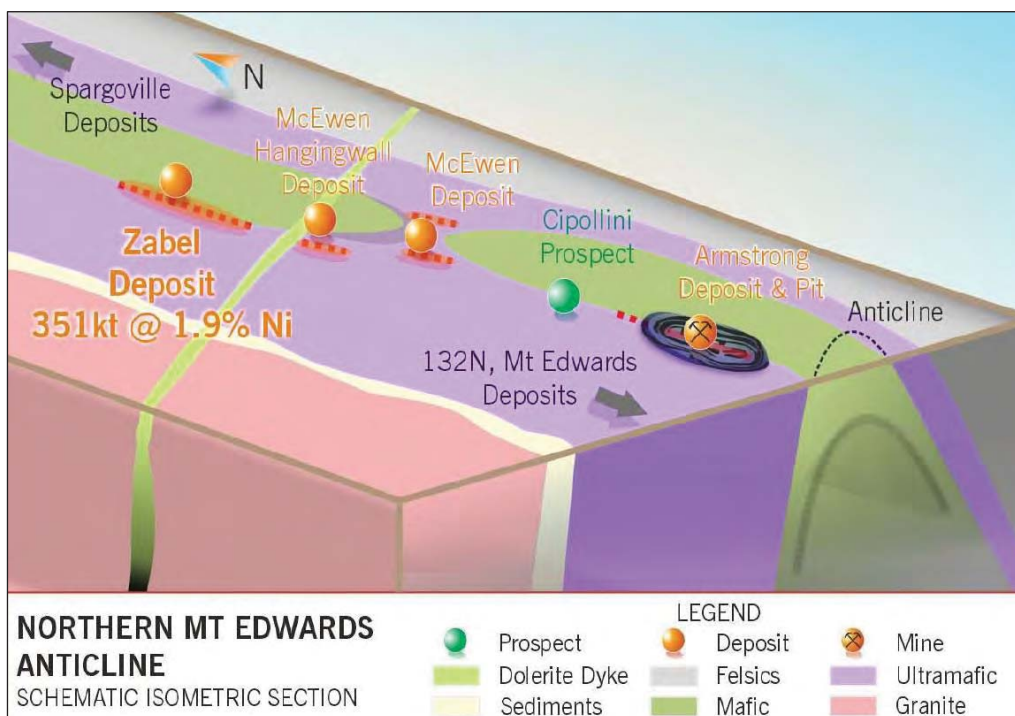 N
Spargoville
Deposits
McEwen
Hangingwall
Deposit
McEwen
Deposit
Cipollini
Prospect
Armstrong
Deposit & Pit
Anticline
Zabel
Deposit
351kt @ 1.9% Ni
132N, Mt Edwards
Deposits
NORTHERN MT EDWARDS
ANTICLINE
SCHEMATIC ISOMETRIC SECTION
LEGEND
Prospect
Deposit
Mine
Dolerite Dyke
Felsics
Ultramafic
Sediments
Mafic
Granite